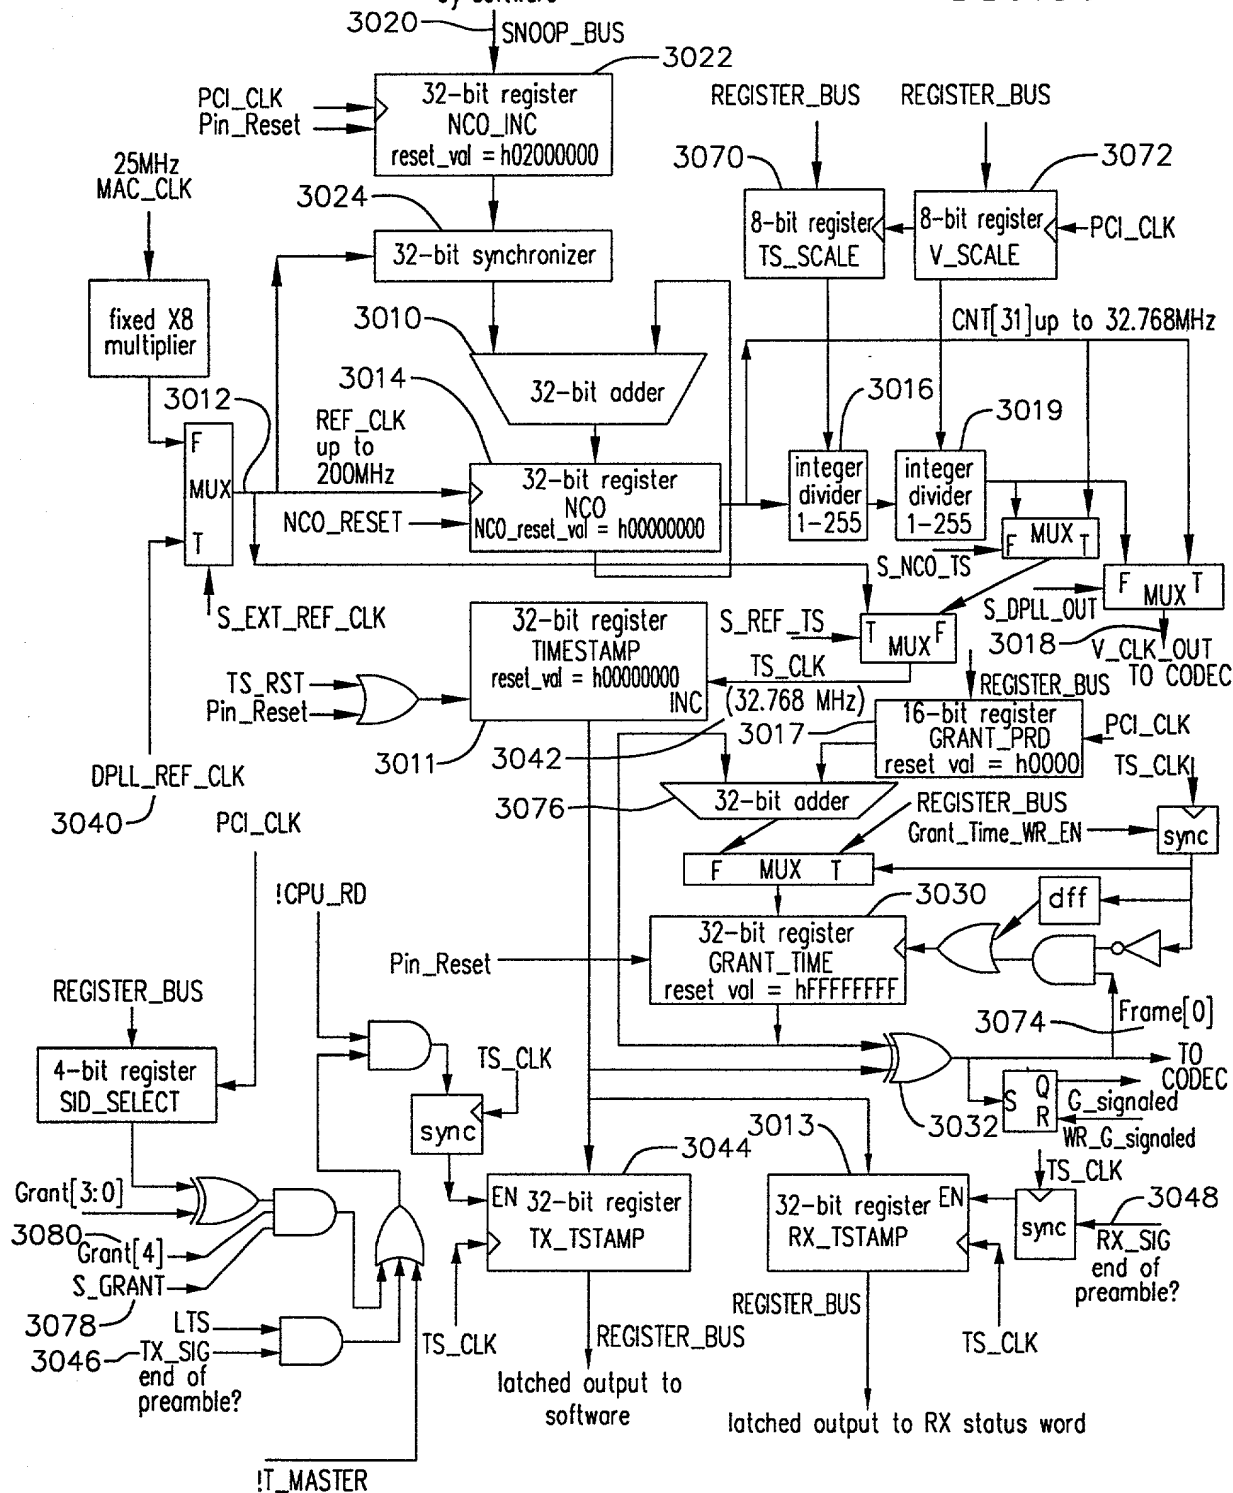 3020
SNOOP_BUS
3022
PCI_CLK
Pin_Reset
32-bit register
NCO_INC
reset_val = h02000000
REGISTER_BUS
REGISTER_BUS
25MHz
MAC_CLK
3024
32-bit synchronizer
3070
8-bit register
TS_SCALE
3072
8-bit register
V_SCALE
PCI_CLK
fixed X8
multiplier
3010
32-bit adder
CNT[31]up to 32.768MHz
3012
3014
REF_CLK
up to
200MHz
F
MUX
T
3016
3019
32-bit register
NCO
NCO_reset_val = h00000000
NCO_RESET
integer
divider
1-255
integer
divider
1-255
F MUX T
S_NCO_TS
F MUX T
S_DPLL_OUT
3018
V_CLK_OUT
TO CODEC
S_EXT_REF_CLK
32-bit register
TIMESTAMP
reset_val = h00000000
INC
S_REF_TS
T MUX F
TS_CLK
(32.768 MHz)
TS_RST
Pin_Reset
3011
3042
3017
REGISTER_BUS
16-bit register
GRANT_PRD
reset val = h0000
PCI_CLK
TS_CLK
DPLL_REF_CLK
3040
PCI_CLK
3076
32-bit adder
REGISTER_BUS
Grant_Time_WR_EN
sync
F MUX T
!CPU_RD
dff
3030
32-bit register
GRANT_TIME
reset val = hFFFFFFFF
Pin_Reset
REGISTER_BUS
3074
Frame[0]
4-bit register
SID_SELECT
TS_CLK
sync
TO
CODEC
S Q
R
G_signaled
WR_G_signaled
3032
3013
3044
TS_CLK
Grant[3:0]
3080
Grant[4]
S_GRANT
3078
EN 32-bit register
TX_TSTAMP
32-bit register EN
RX_TSTAMP
sync
3048
RX_SIG
end of
preamble?
LTS
3046
TX_SIG
end of
preamble?
TS_CLK
REGISTER_BUS
REGISTER_BUS
TS_CLK
latched output to
software
latched output to RX status word
!T_MASTER